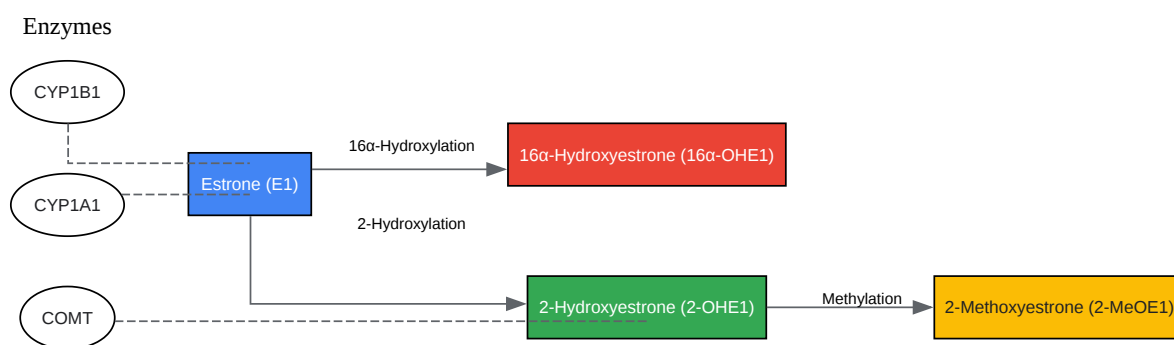 Enzymes
CYP1B1
16α-Hydroxylation
16α-Hydroxyestrone (16α-OHE1)
Estrone (E1)
CYP1A1
2-Hydroxylation
2-Hydroxyestrone (2-OHE1)
Methylation
2-Methoxyestrone (2-MeOE1)
COMT